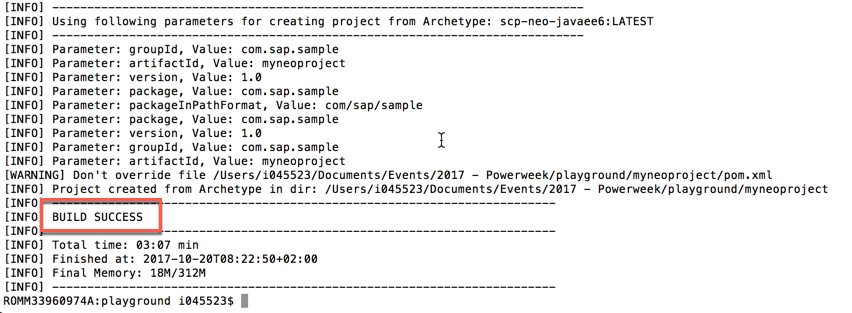 [INFO] ------------------------------------------------------------------------
[INFO] Using following parameters for creating project from Archetype: scp-neo-javaee6:LATEST
[INFO] ------------------------------------------------------------------------
[INFO] Parameter: groupId, Value: com.sap.sample
[INFO] Parameter: artifactId, Value: myneoproject
[INFO] Parameter: version, Value: 1.0
[INFO] Parameter: package, Value: com.sap.sample
[INFO] Parameter: packageInPathFormat, Value: com/sap/sample
[INFO] Parameter: package, Value: com.sap.sample
[INFO] Parameter: version, Value: 1.0
[INFO] Parameter: groupId, Value: com.sap.sample
[INFO] Parameter: artifactId, Value: myneoproject
[WARNING] Don't override file /Users/i045523/Documents/Events/2017 - Powerweek/playground/myneoproject/pom.xml
[INFO] Project created from Archetype in dir: /Users/i045523/Documents/Events/2017 - Powerweek/playground/myneoproject
[INFO] ------------------------------------------------------------------------
[INFO] BUILD SUCCESS
[INFO] ------------------------------------------------------------------------
[INFO] Total time: 03:07 min
[INFO] Finished at: 2017-10-20T08:22:50+02:00
[INFO] Final Memory: 18M/312M
[INFO] ------------------------------------------------------------------------
ROMM33960974A:playground i045523$